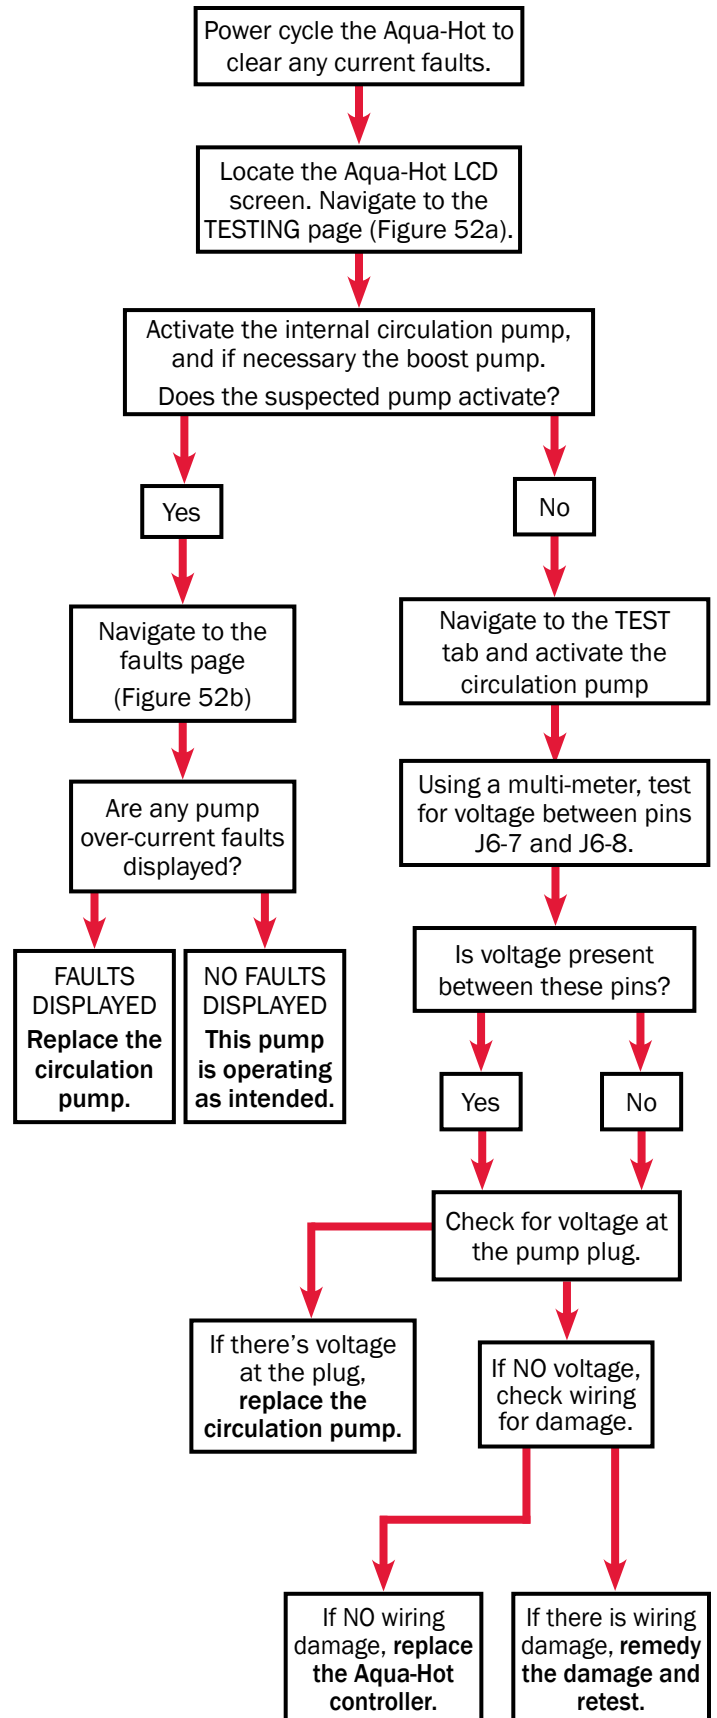 Power cycle the Aqua-Hot to
clear any current faults.
Locate the Aqua-Hot LCD
screen. Navigate to the
TESTING page (Figure 52a).
Activate the internal circulation pump,
and if necessary the boost pump.
Does the suspected pump activate?
Yes
No
Navigate to the
faults page
(Figure 52b)
Navigate to the TEST
tab and activate the
circulation pump
Are any pump
over-current faults
displayed?
Using a multi-meter, test
for voltage between pins
J6-7 and J6-8.
FAULTS
DISPLAYED
Replace the
circulation
pump.
NO FAULTS
DISPLAYED
This pump
is operating
as intended.
Is voltage present
between these pins?
Yes
No
Check for voltage at
the pump plug.
If there's voltage
at the plug,
replace the
circulation pump.
If NO voltage,
check wiring
for damage.
If NO wiring
damage, replace
the Aqua-Hot
controller.
If there is wiring
damage, remedy
the damage and
retest.